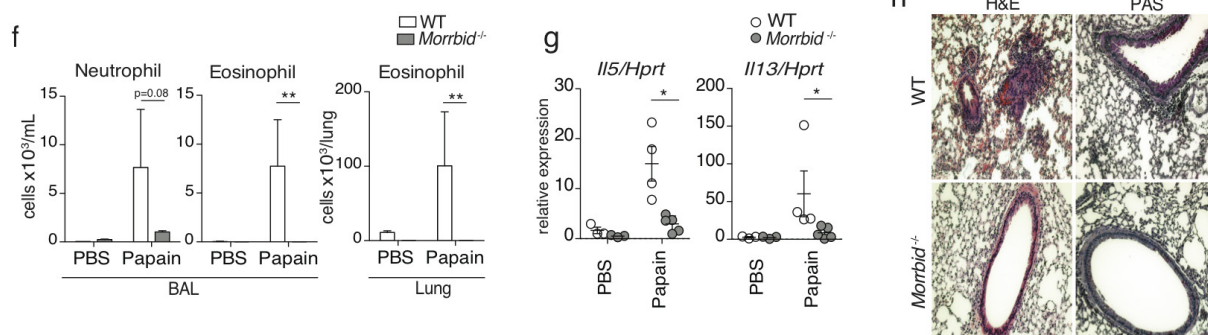 f
WT
Morrbid-/-
Neutrophil
Eosinophil
Eosinophil
cells x10³/mL
15
10
5
0
p=0.08
15
10
5
0
**
cells x10³/lung
200
100
0
**
PBS Papain
PBS Papain
PBS Papain
BAL
Lung
g
WT
Morrbid-/-
Il5/Hprt
Il13/Hprt
relative expression
30
20
10
0
*
150
100
50
0
200
*
PBS
Papain
PBS
Papain
H&E
PAS
WT
Morrbid-/-